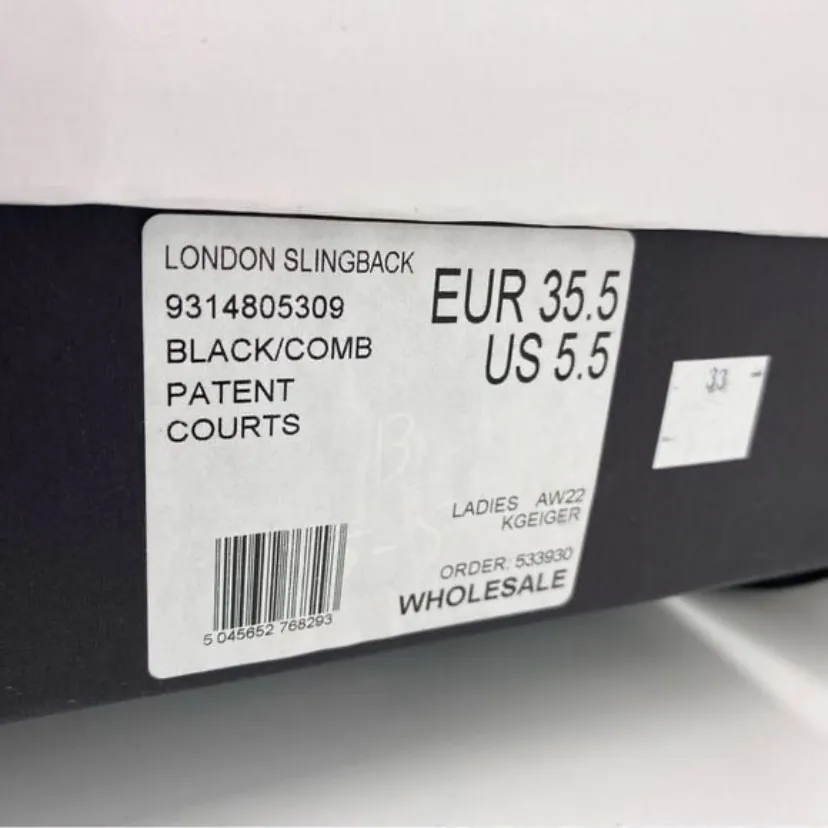 LONDON SLINGBACK
9314805309
BLACK/COMB
PATENT
COURTS
EUR 35.5
US 5.5
33
LADIES AW22
KGEIGER
ORDER: 533930
WHOLESALE
5 045652 768293